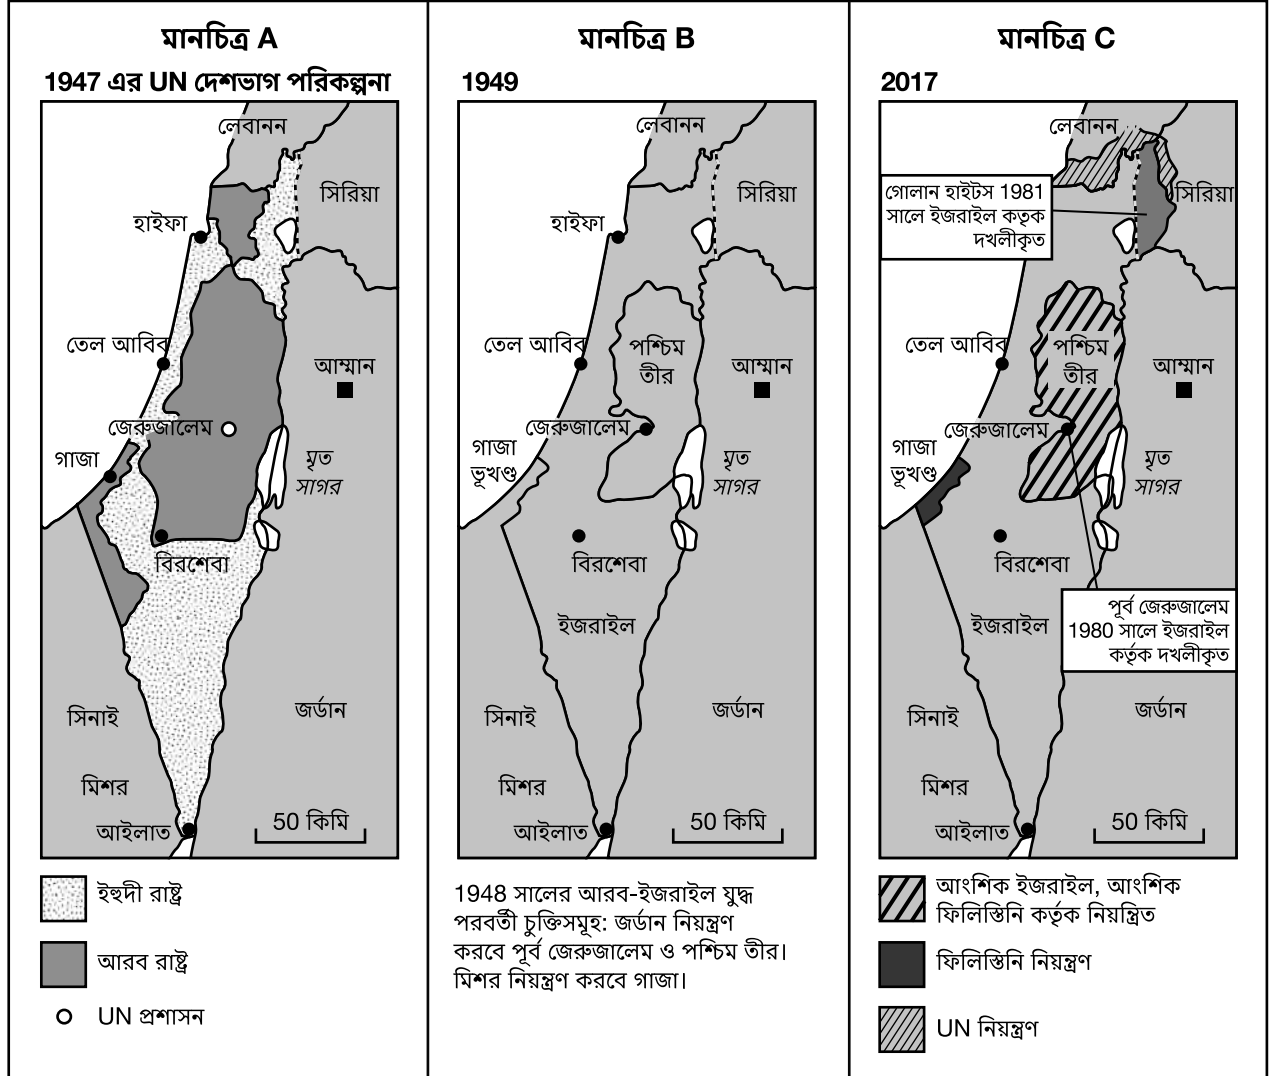 মানচিত্র A
1947 এর UN দেশভাগ পরিকল্পনা
লেবানন
সিরিয়া
হাইফা
তেল আবিব
আম্মান
জেরুজালেম
গাজা
মৃত
সাগর
বিরশেবা
সিনাই
জর্ডান
মিশর
আইলাত
50 কিমি
ইহুদী রাষ্ট্র
আরব রাষ্ট্র
UN প্রশাসন
মানচিত্র B
1949
লেবানন
সিরিয়া
হাইফা
তেল আবিব
পশ্চিম
তীর
আম্মান
জেরুজালেম
গাজা
ভূখণ্ড
মৃত
সাগর
বিরশেবা
ইজরাইল
সিনাই
জর্ডান
মিশর
আইলাত
50 কিমি
1948 সালের আরব-ইজরাইল যুদ্ধ
পরবর্তী চুক্তিসমূহ: জর্ডান নিয়ন্ত্রণ
করবে পূর্ব জেরুজালেম ও পশ্চিম তীর।
মিশর নিয়ন্ত্রণ করবে গাজা।
মানচিত্র C
2017
লেবানন
সিরিয়া
গোলান হাইটস 1981
সালে ইজরাইল কতৃক
দখলীকৃত
তেল আবিব
পশ্চিম
তীর
আম্মান
জেরুজালেম
গাজা
ভূখণ্ড
মৃত
সাগর
বিরশেবা
ইজরাইল
পূর্ব জেরুজালেম
1980 সালে ইজরাইল
কর্তৃক দখলীকৃত
সিনাই
জর্ডান
মিশর
আইলাত
50 কিমি
আংশিক ইজরাইল, আংশিক
ফিলিস্তিনি কর্তৃক নিয়ন্ত্রিত
ফিলিস্তিনি নিয়ন্ত্রণ
UN নিয়ন্ত্রণ